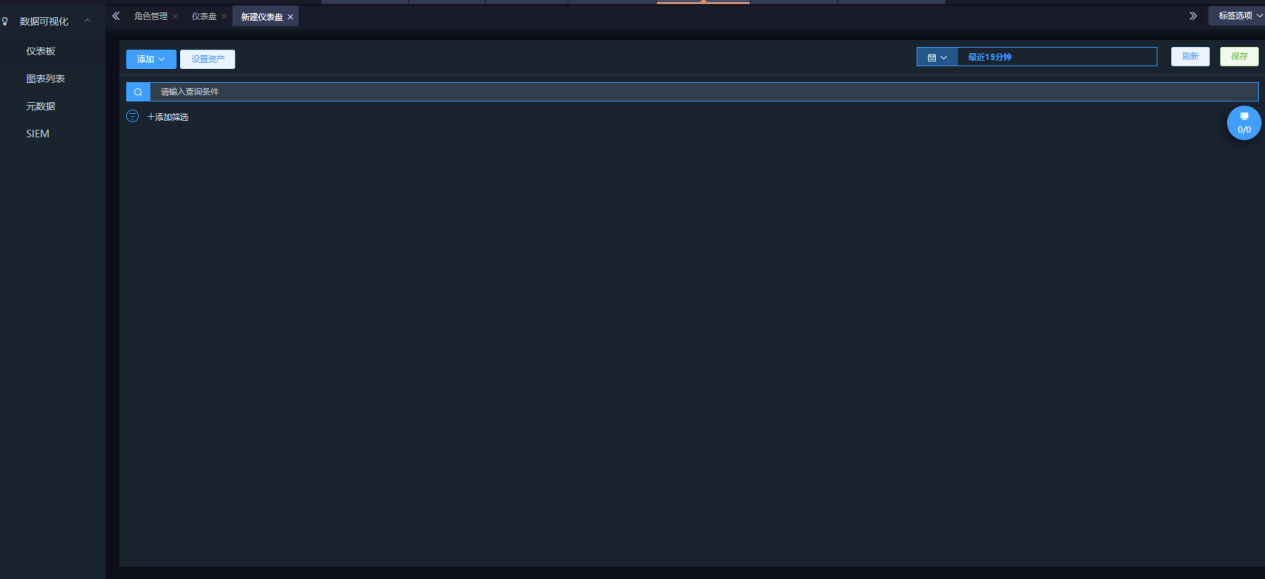 数据可视化
仪表板
图表列表
元数据
SIEM
角色管理 仪表盘 新建仪表盘
标签选项
添加 设置资产
最近15分钟
刷新 保存
请输入查询条件
+添加筛选
0/0